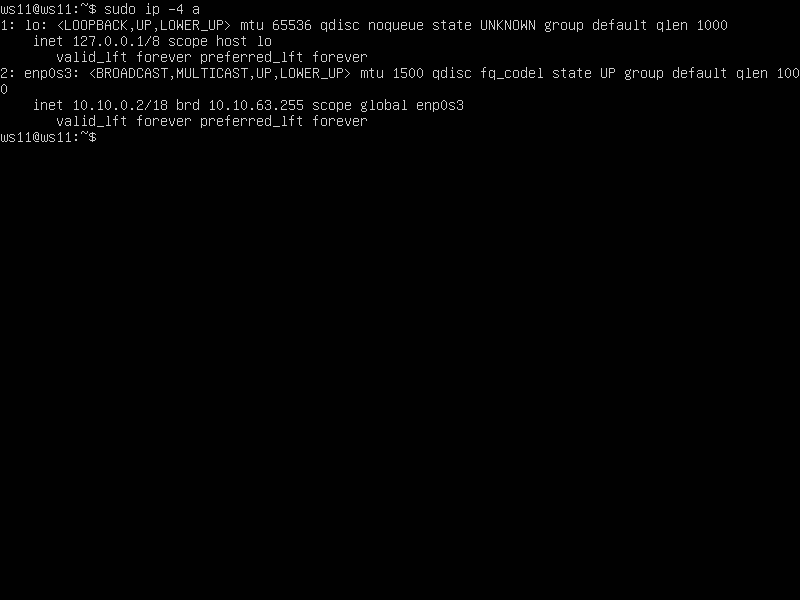 ws11@ws11:~$ sudo ip -4 a
1: lo: <LOOPBACK,UP,LOWER_UP> mtu 65536 qdisc noqueue state UNKNOWN group default qlen 1000
    inet 127.0.0.1/8 scope host lo
       valid_lft forever preferred_lft forever
2: enp0s3: <BROADCAST,MULTICAST,UP,LOWER_UP> mtu 1500 qdisc fq_codel state UP group default qlen 100
0
    inet 10.10.0.2/18 brd 10.10.63.255 scope global enp0s3
       valid_lft forever preferred_lft forever
ws11@ws11:~$